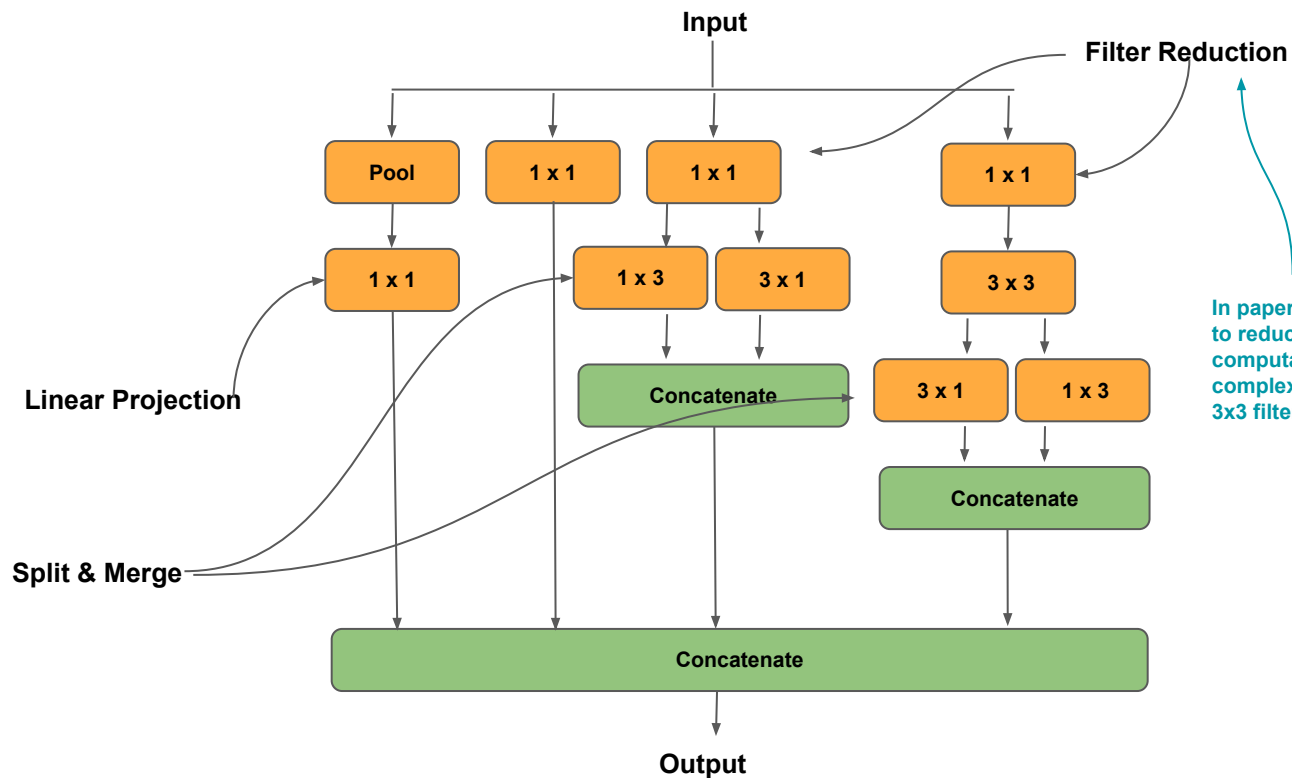 Input
Filter Reduction
Pool
1 x 1
1 x 1
1 x 1
1 x 1
1 x 3
3 x 1
3 x 3
In paper
to reduc
computa
complex
3x3 filte
Linear Projection
Concatenate
3 x 1
1 x 3
Concatenate
Split & Merge
Concatenate
Output